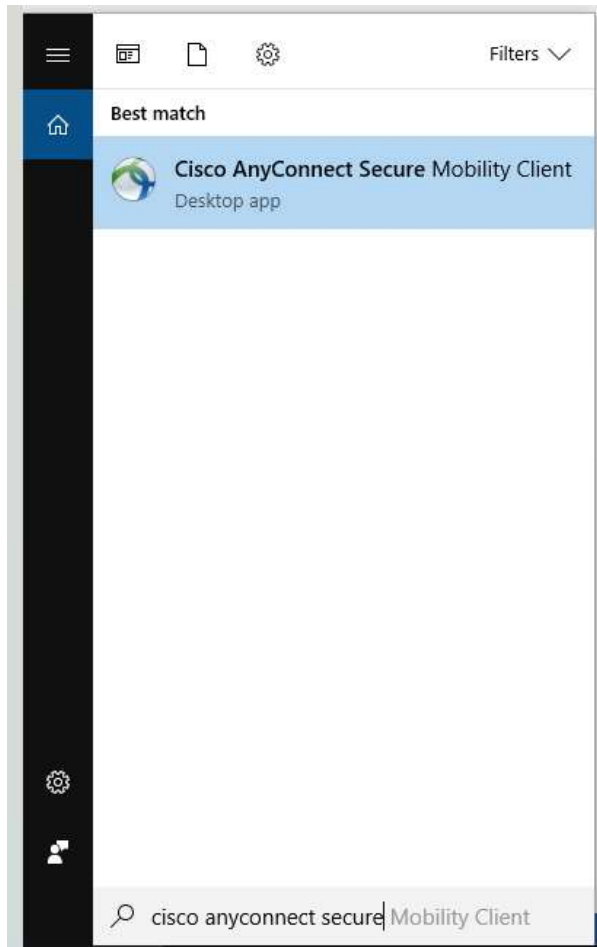 Filters
Best match
Cisco AnyConnect Secure Mobility Client
Desktop app
cisco anyconnect secure Mobility Client